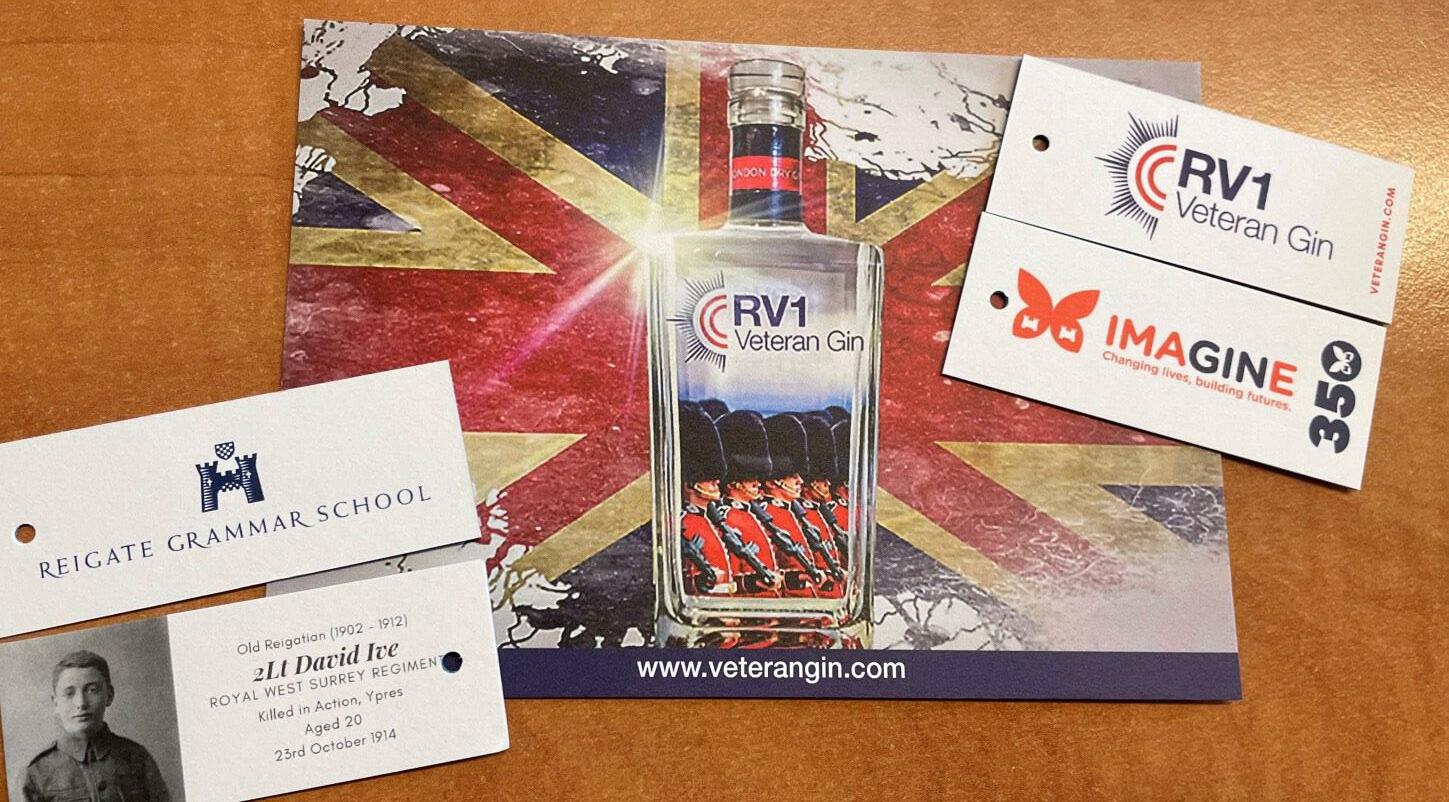 LONDON DRY G
RV1
Veteran Gin
www.veterangin.com
RV1
Veteran Gin
VETERANGIN.COM
IMAGINE
Changing lives, building futures.
350
REIGATE GRAMMAR SCHOOL
Old Reigatian (1902 - 1912)
2Lt David Ive
ROYAL WEST SURREY REGIMENT
Killed in Action, Ypres
Aged 20
23rd October 1914